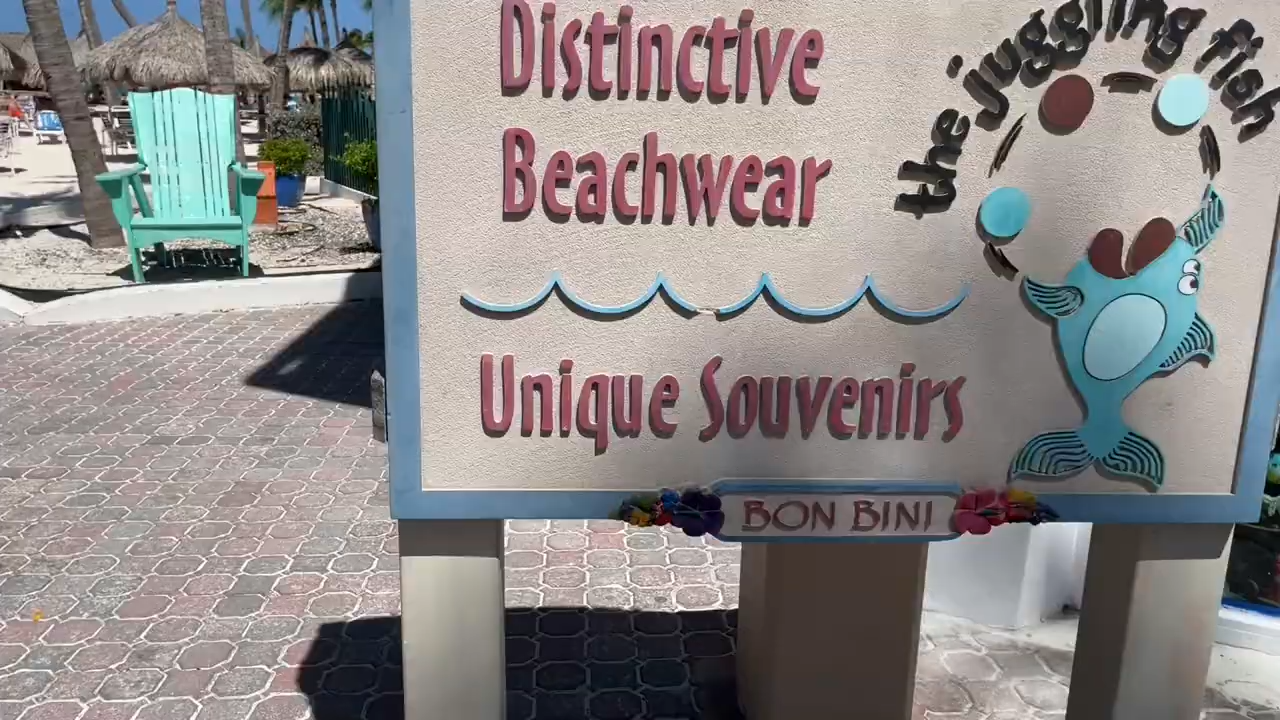 Distinctive
Beachwear
the juggling fish
Unique Souvenirs
BON BINI